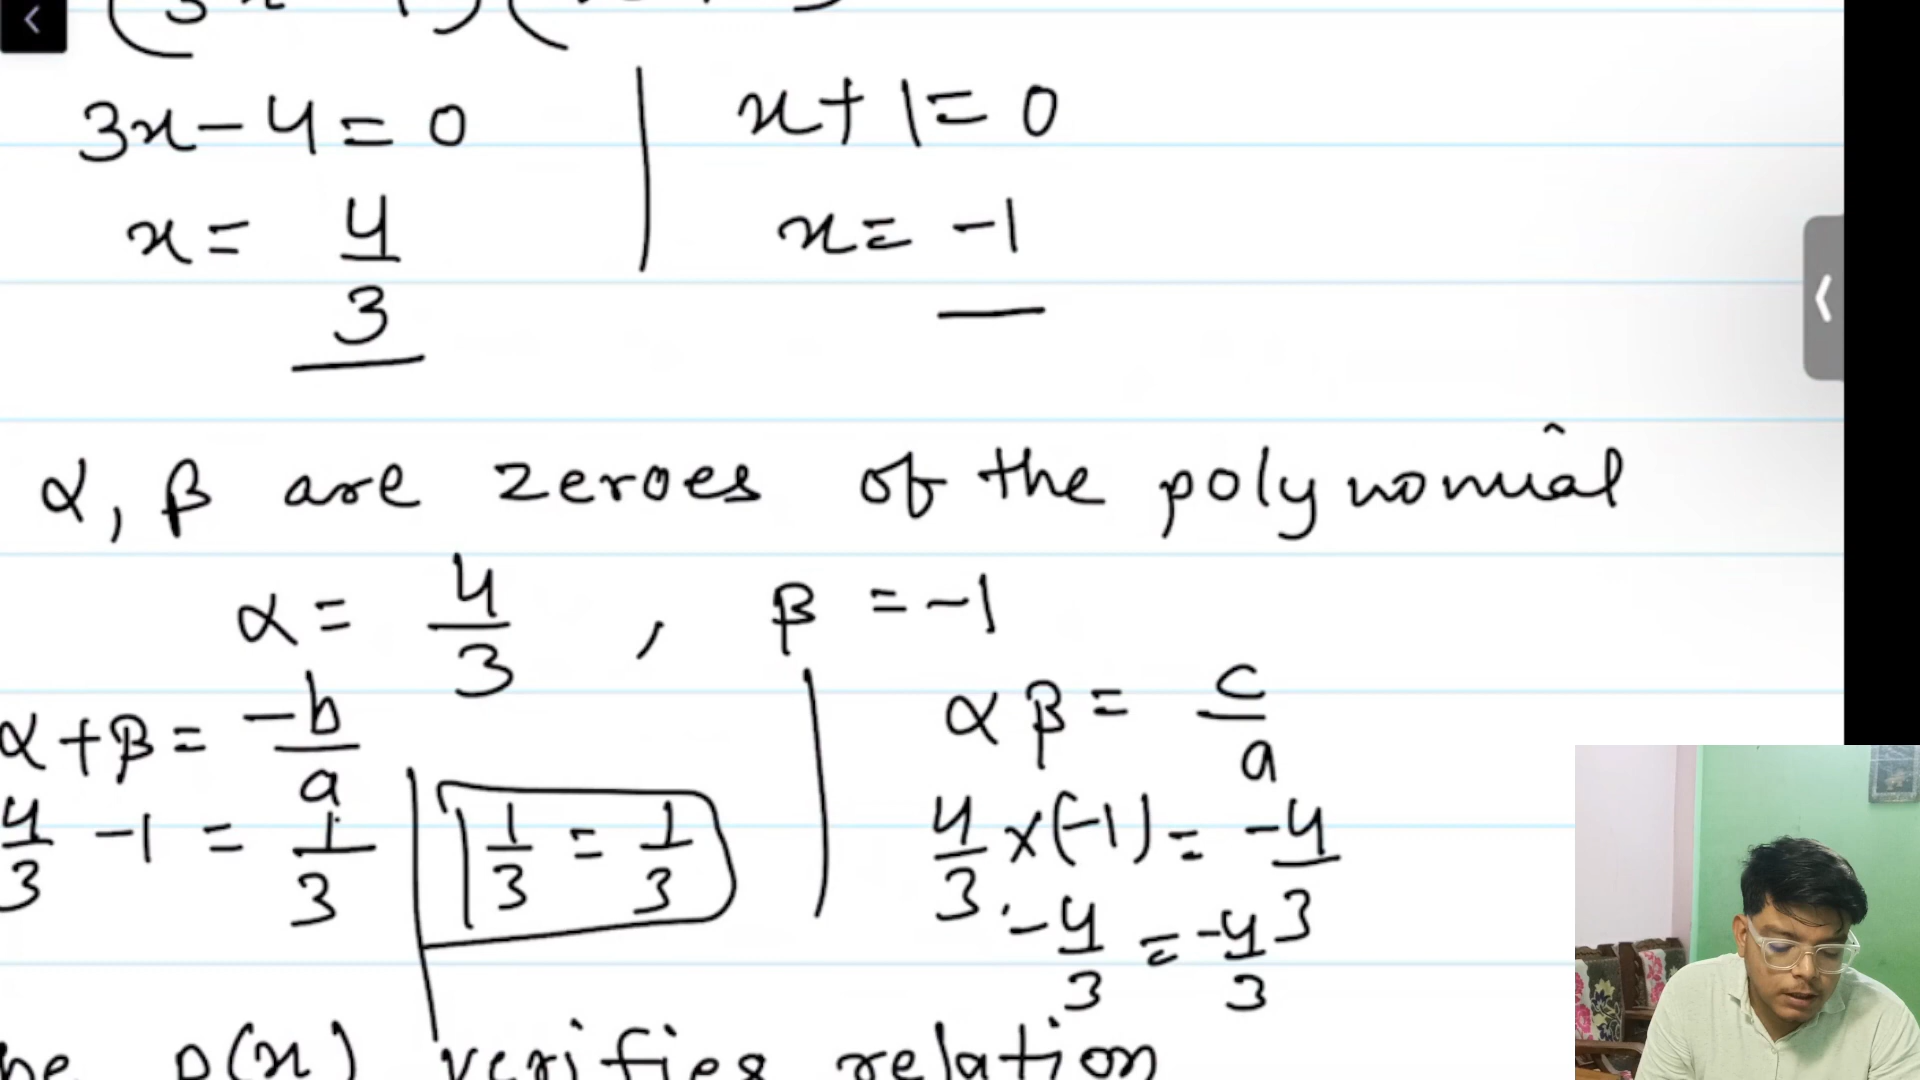 3x-4=0 | x+1=0
x= 4/3 | x= -1
α, β are zeroes of the polynomial
α= 4/3 , β =-1
α+β= -b/a | αβ= c/a
4/3 -1 = 1/3 | 1/3 = 1/3 | 4/3 x(-1)= -4/3
-4/3 = -4/3
p(x) verifies relation